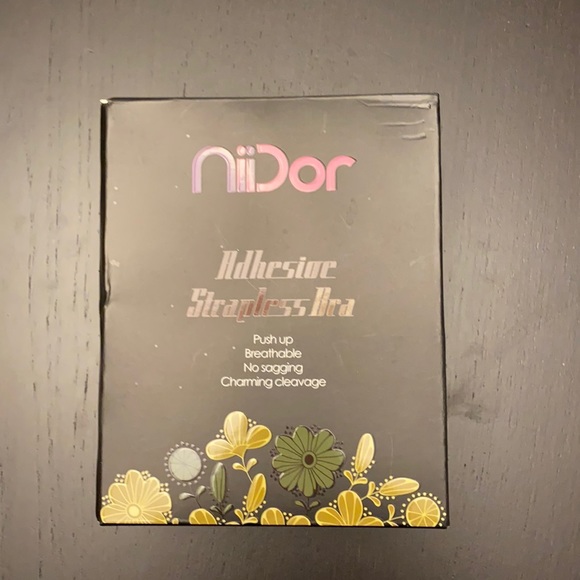 NiiDor
Adhesive
Strapless Bra
Push up
Breathable
No sagging
Charming cleavage